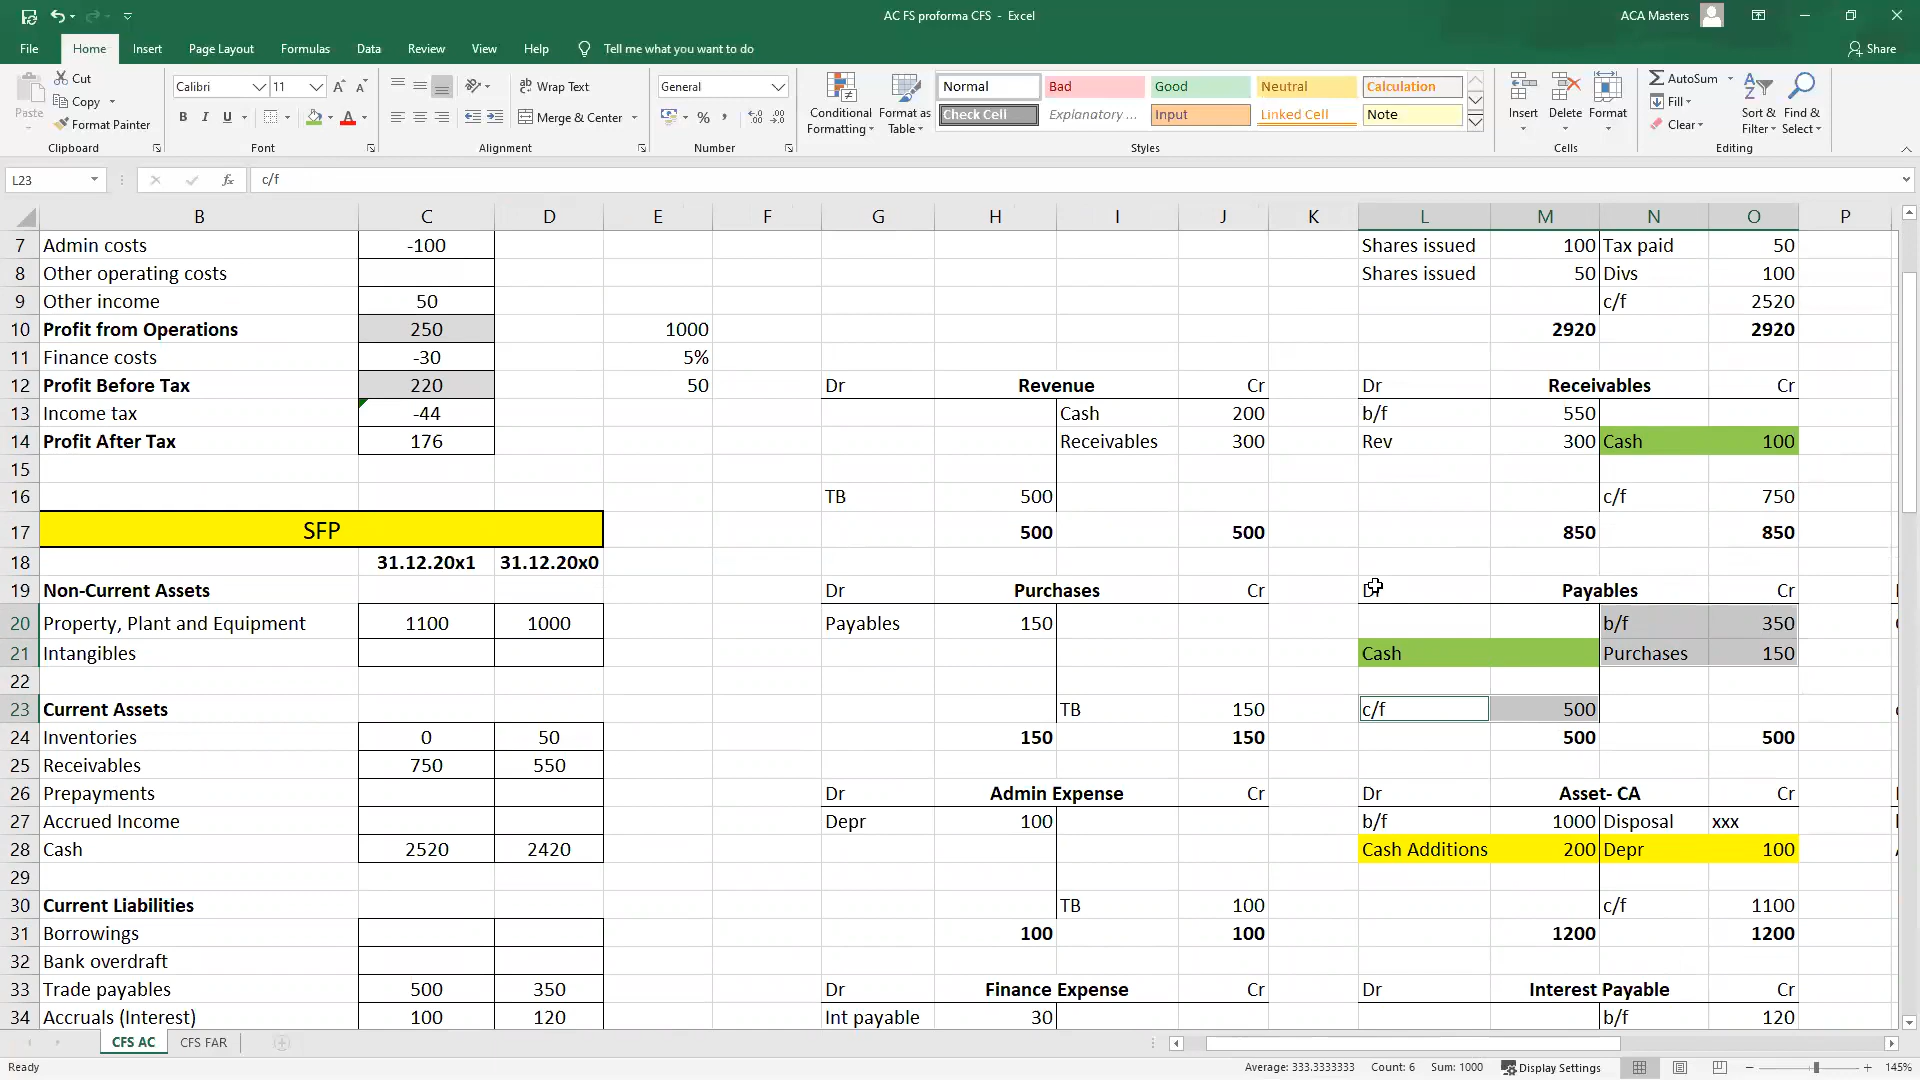 AC FS proforma CFS - Excel
ACA Masters
File Home Insert Page Layout Formulas Data Review View Help Tell me what you want to do Share
Paste
Cut
Copy
Format Painter
Clipboard
Calibri 11
B I U
Font
Wrap Text
Merge & Center
Alignment
General
Number
Conditional Formatting
Format as Table
Normal Bad Good Neutral Calculation
Check Cell Explanatory ... Input Linked Cell Note
Styles
Insert Delete Format
Cells
AutoSum
Fill
Clear
Sort & Filter
Find & Select
Editing
L23 fx c/f
B C D E F G H I J K L M N O P
7 Admin costs -100 Shares issued 100 Tax paid 50
8 Other operating costs Shares issued 50 Divs 100
9 Other income 50 c/f 2520
10 Profit from Operations 250 1000 2920 2920
11 Finance costs -30 5%
12 Profit Before Tax 220 50 Dr Revenue Cr Dr Receivables Cr
13 Income tax -44 Cash 200 b/f 550
14 Profit After Tax 176 Receivables 300 Rev 300 Cash 100
15
16 TB 500 c/f 750
17 SFP 500 500 850 850
18 31.12.20x1 31.12.20x0
19 Non-Current Assets Dr Purchases Cr Payables Cr
20 Property, Plant and Equipment 1100 1000 Payables 150 b/f 350
21 Intangibles Cash Purchases 150
22
23 Current Assets TB 150 c/f 500
24 Inventories 0 50 150 150 500 500
25 Receivables 750 550
26 Prepayments Dr Admin Expense Cr Dr Asset- CA Cr
27 Accrued Income Depr 100 b/f 1000 Disposal xxx
28 Cash 2520 2420 Cash Additions 200 Depr 100
29
30 Current Liabilities TB 100 c/f 1100
31 Borrowings 100 100 1200 1200
32 Bank overdraft
33 Trade payables 500 350 Dr Finance Expense Cr Dr Interest Payable Cr
34 Accruals (Interest) 100 120 Int payable 30 b/f 120
CFS AC CFS FAR
Ready Average: 333.3333333 Count: 6 Sum: 1000 Display Settings 145%